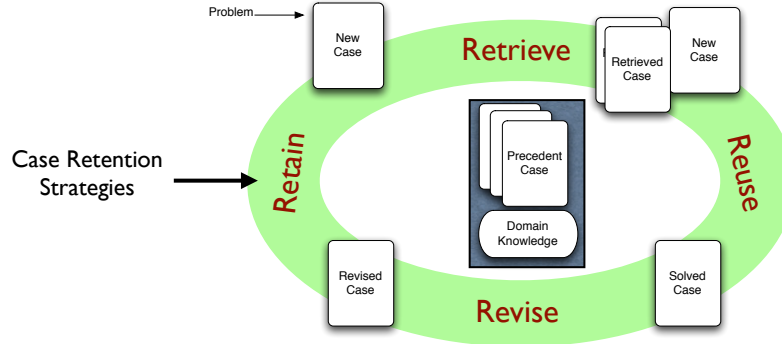 Problem
New
Case
Retrieve
Retrieved
Case
New
Case
Case Retention
Strategies
Retain
Precedent
Case
Reuse
Domain
Knowledge
Revised
Case
Revise
Solved
Case